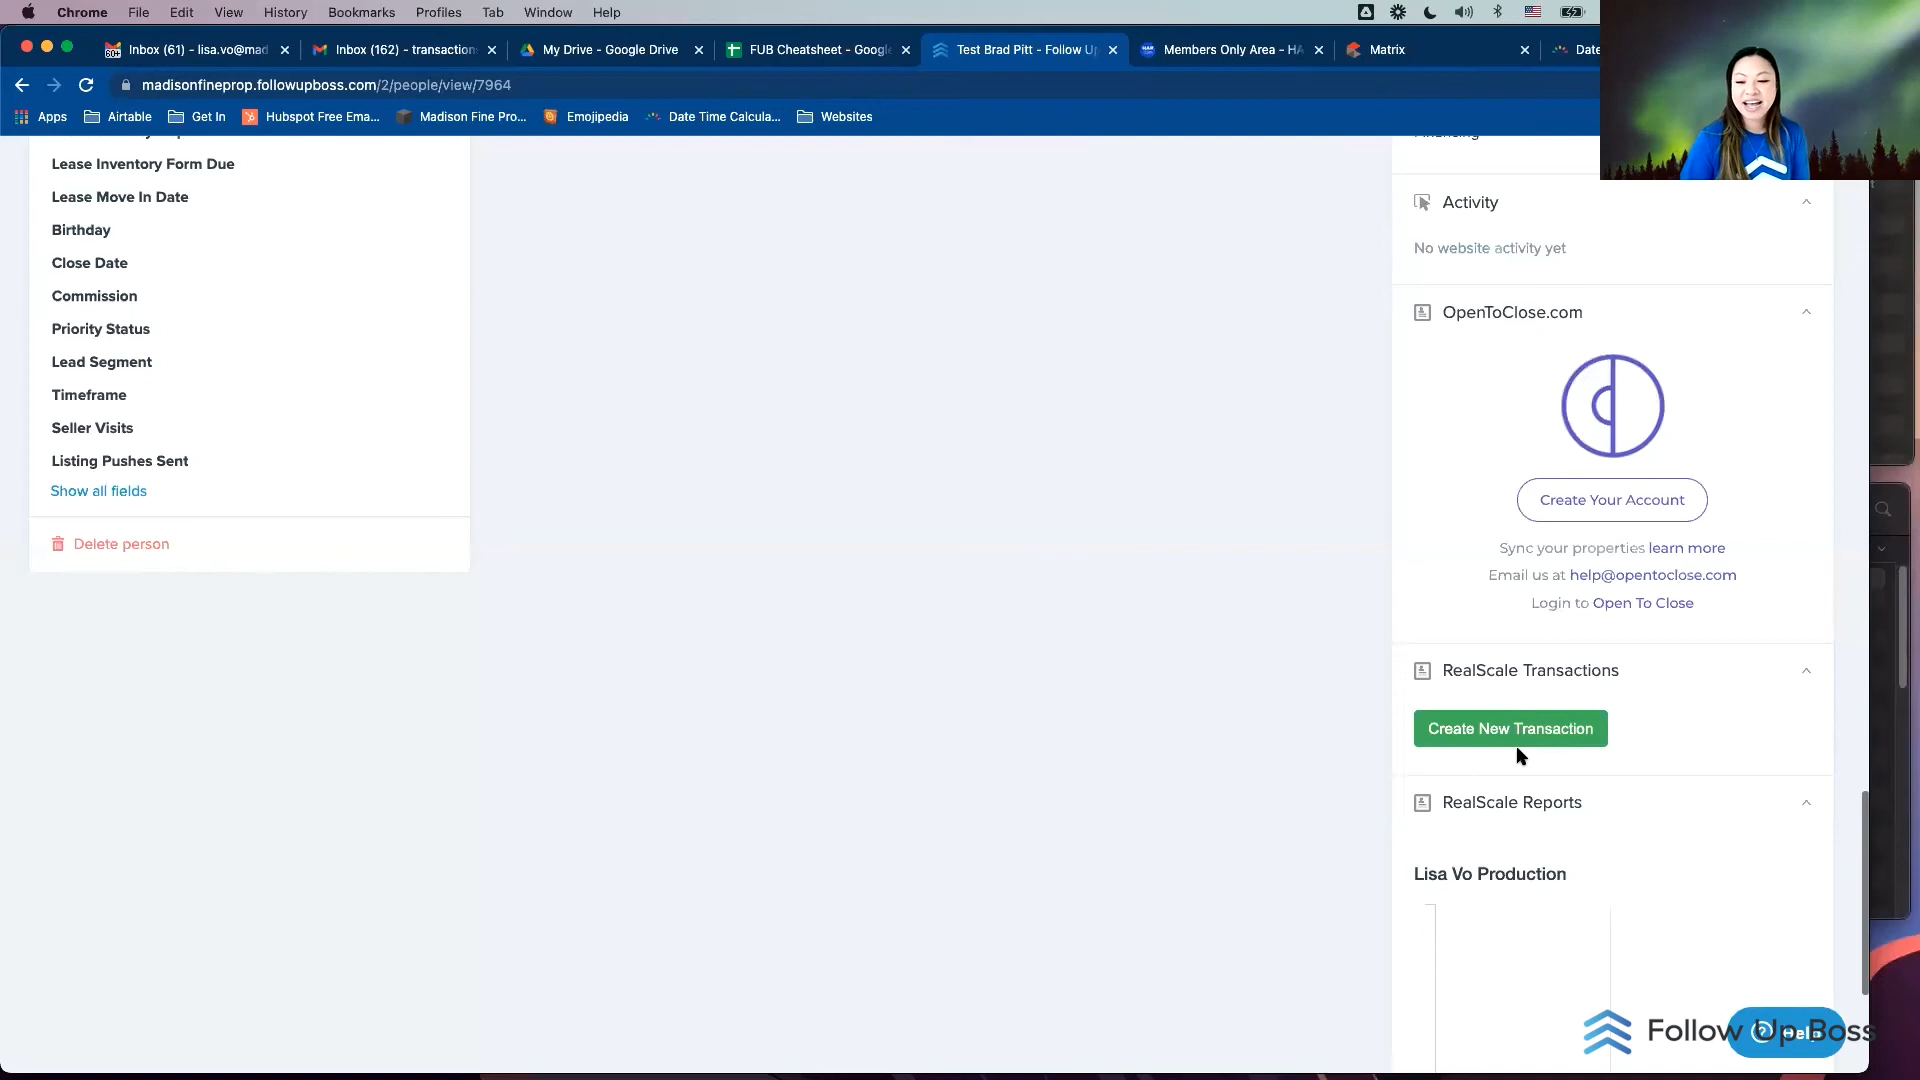 Chrome File Edit View History Bookmarks Profiles Tab Window Help
60+ Inbox (61) - lisa.vo@mad
Inbox (162) - transaction
My Drive - Google Drive
FUB Cheatsheet - Googl
Test Brad Pitt - Follow U
Members Only Area - HA
Matrix
Date
madisonfineprop.followupboss.com/2/people/view/7964
Apps Airtable Get In Hubspot Free Ema... Madison Fine Pro... Emojipedia Date Time Calcula... Websites
Lease Inventory Form Due
Lease Move In Date
Birthday
Close Date
Commission
Priority Status
Lead Segment
Timeframe
Seller Visits
Listing Pushes Sent
Show all fields
Delete person
Financing
Activity
No website activity yet
OpenToClose.com
Create Your Account
Sync your properties learn more
Email us at help@opentoclose.com
Login to Open To Close
RealScale Transactions
Create New Transaction
RealScale Reports
Lisa Vo Production
Follow Up Boss
Help